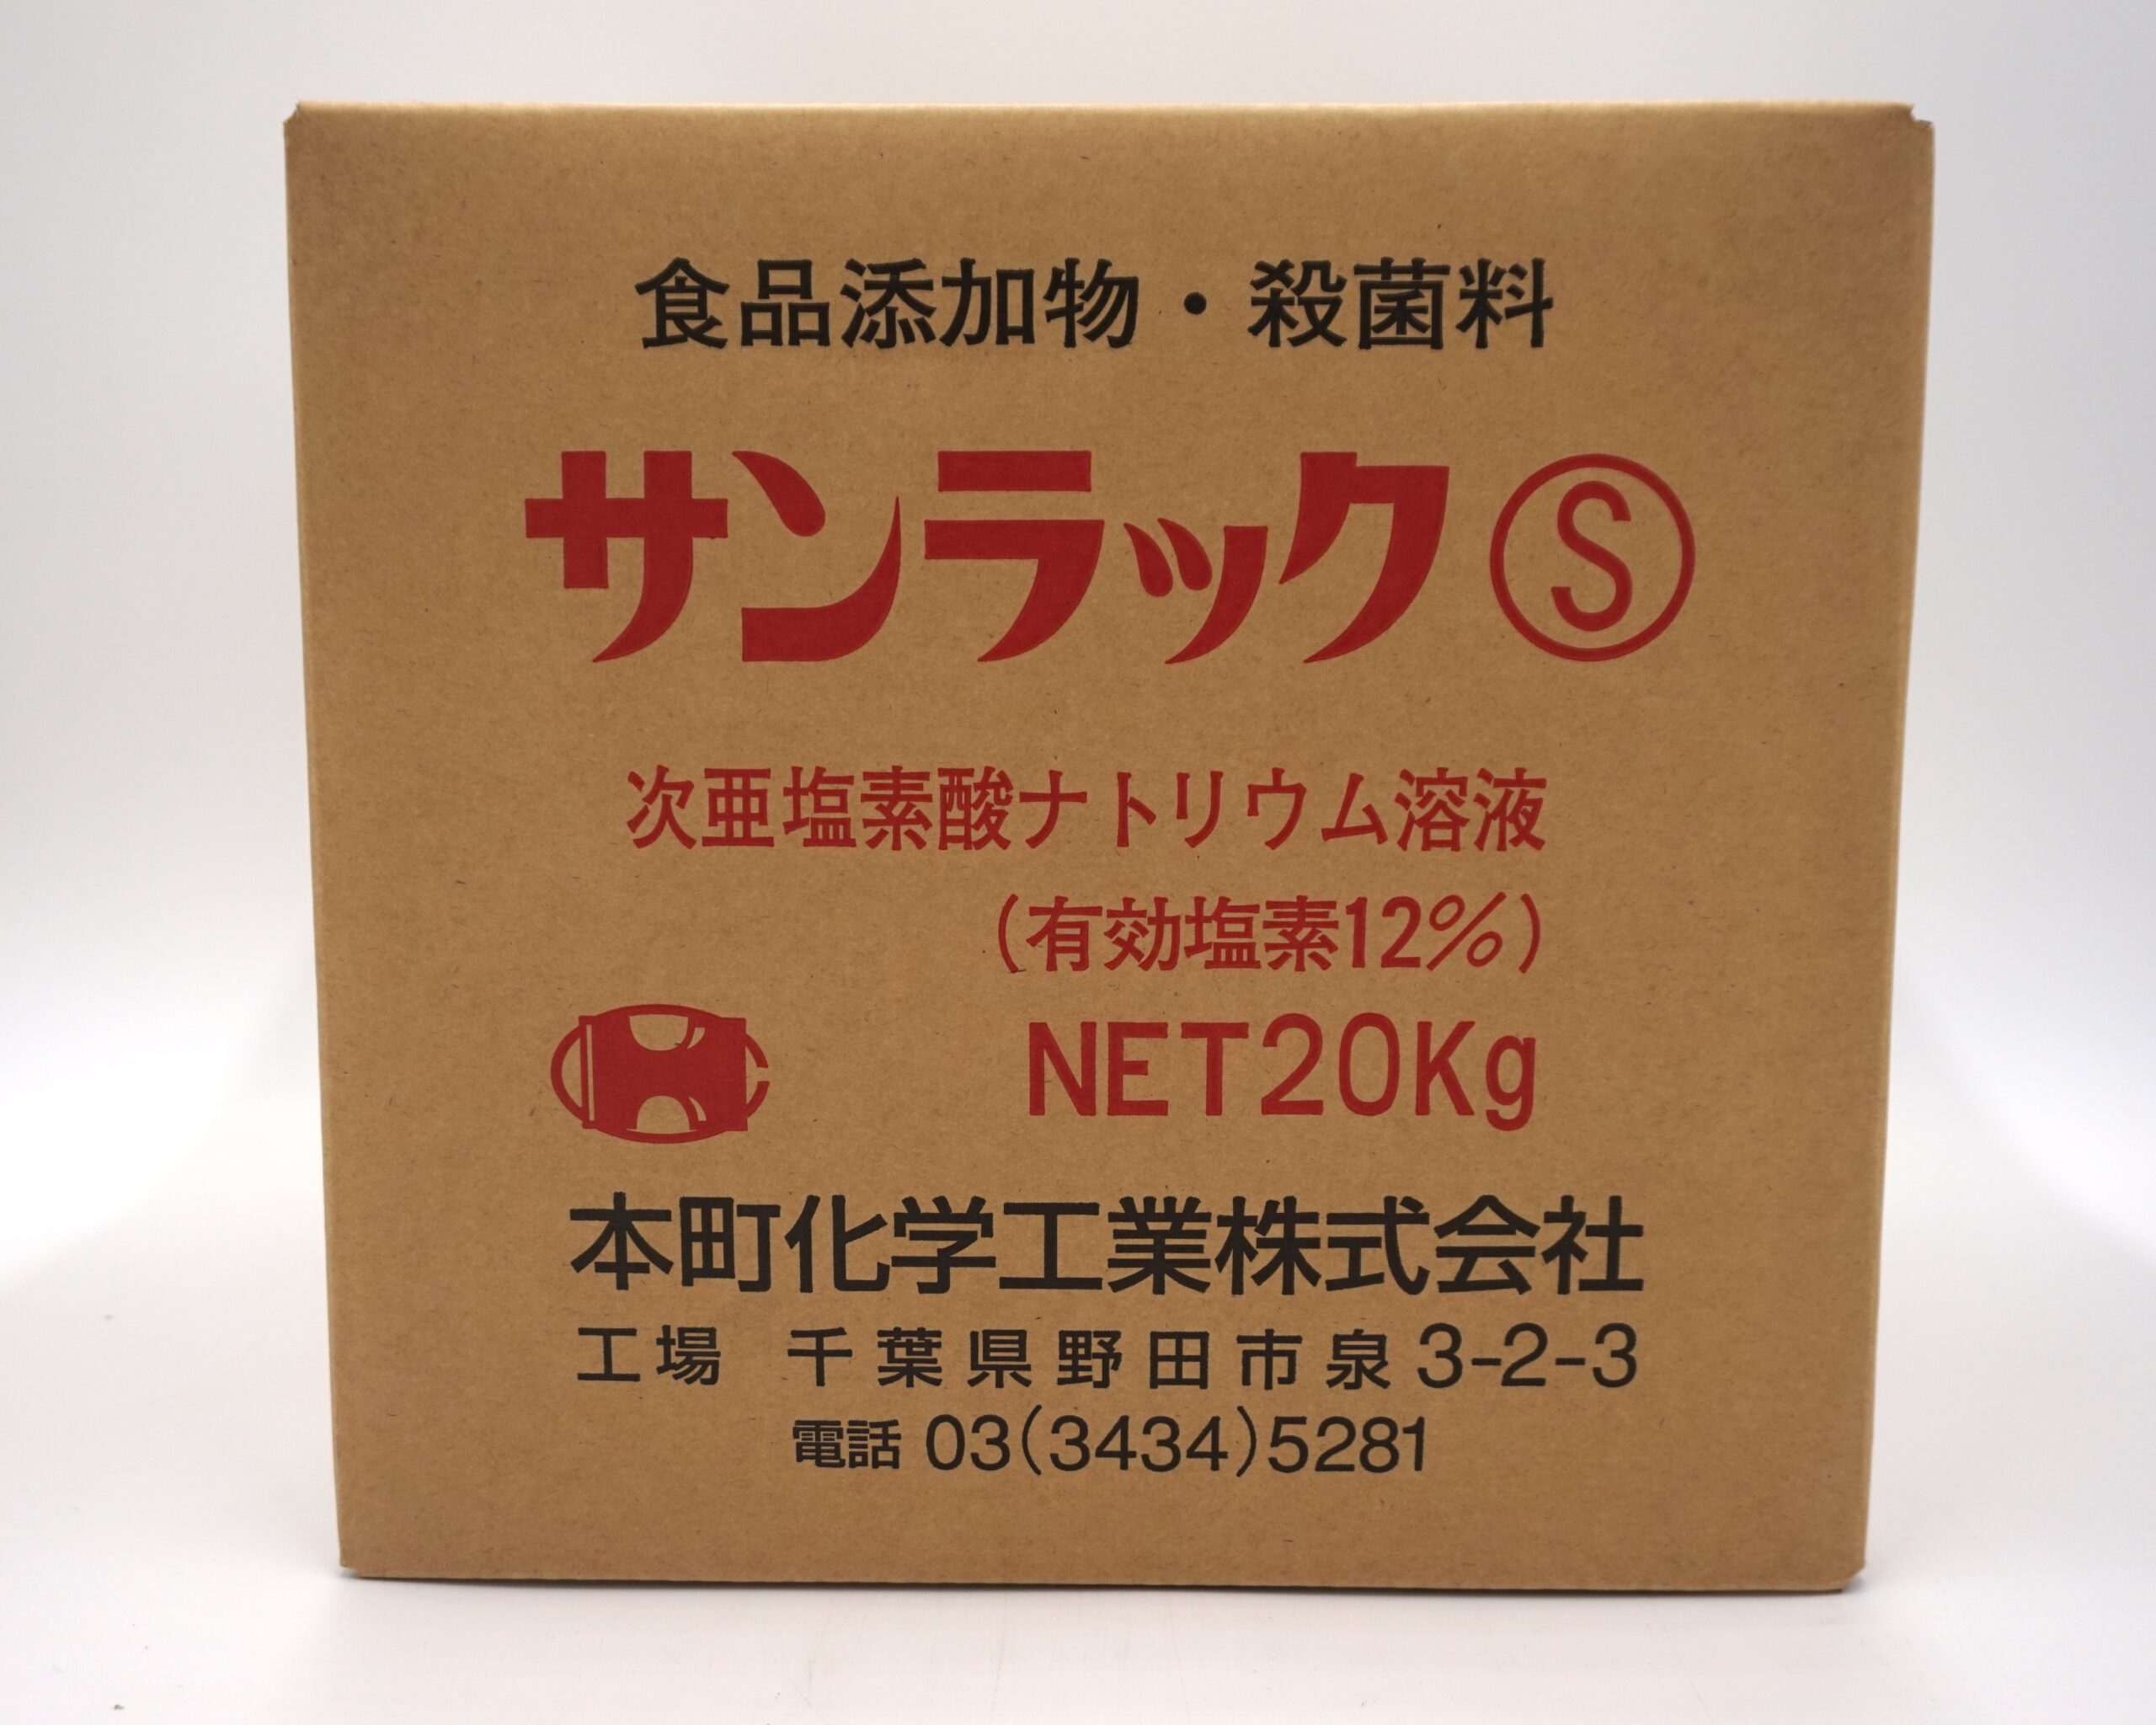 食品添加物・殺菌料
サンラックⓈ
次亜塩素酸ナトリウム溶液
(有効塩素12%)
NET20Kg
本町化学工業株式会社
工場 千葉県野田市泉3-2-3
電話 03(3434)5281